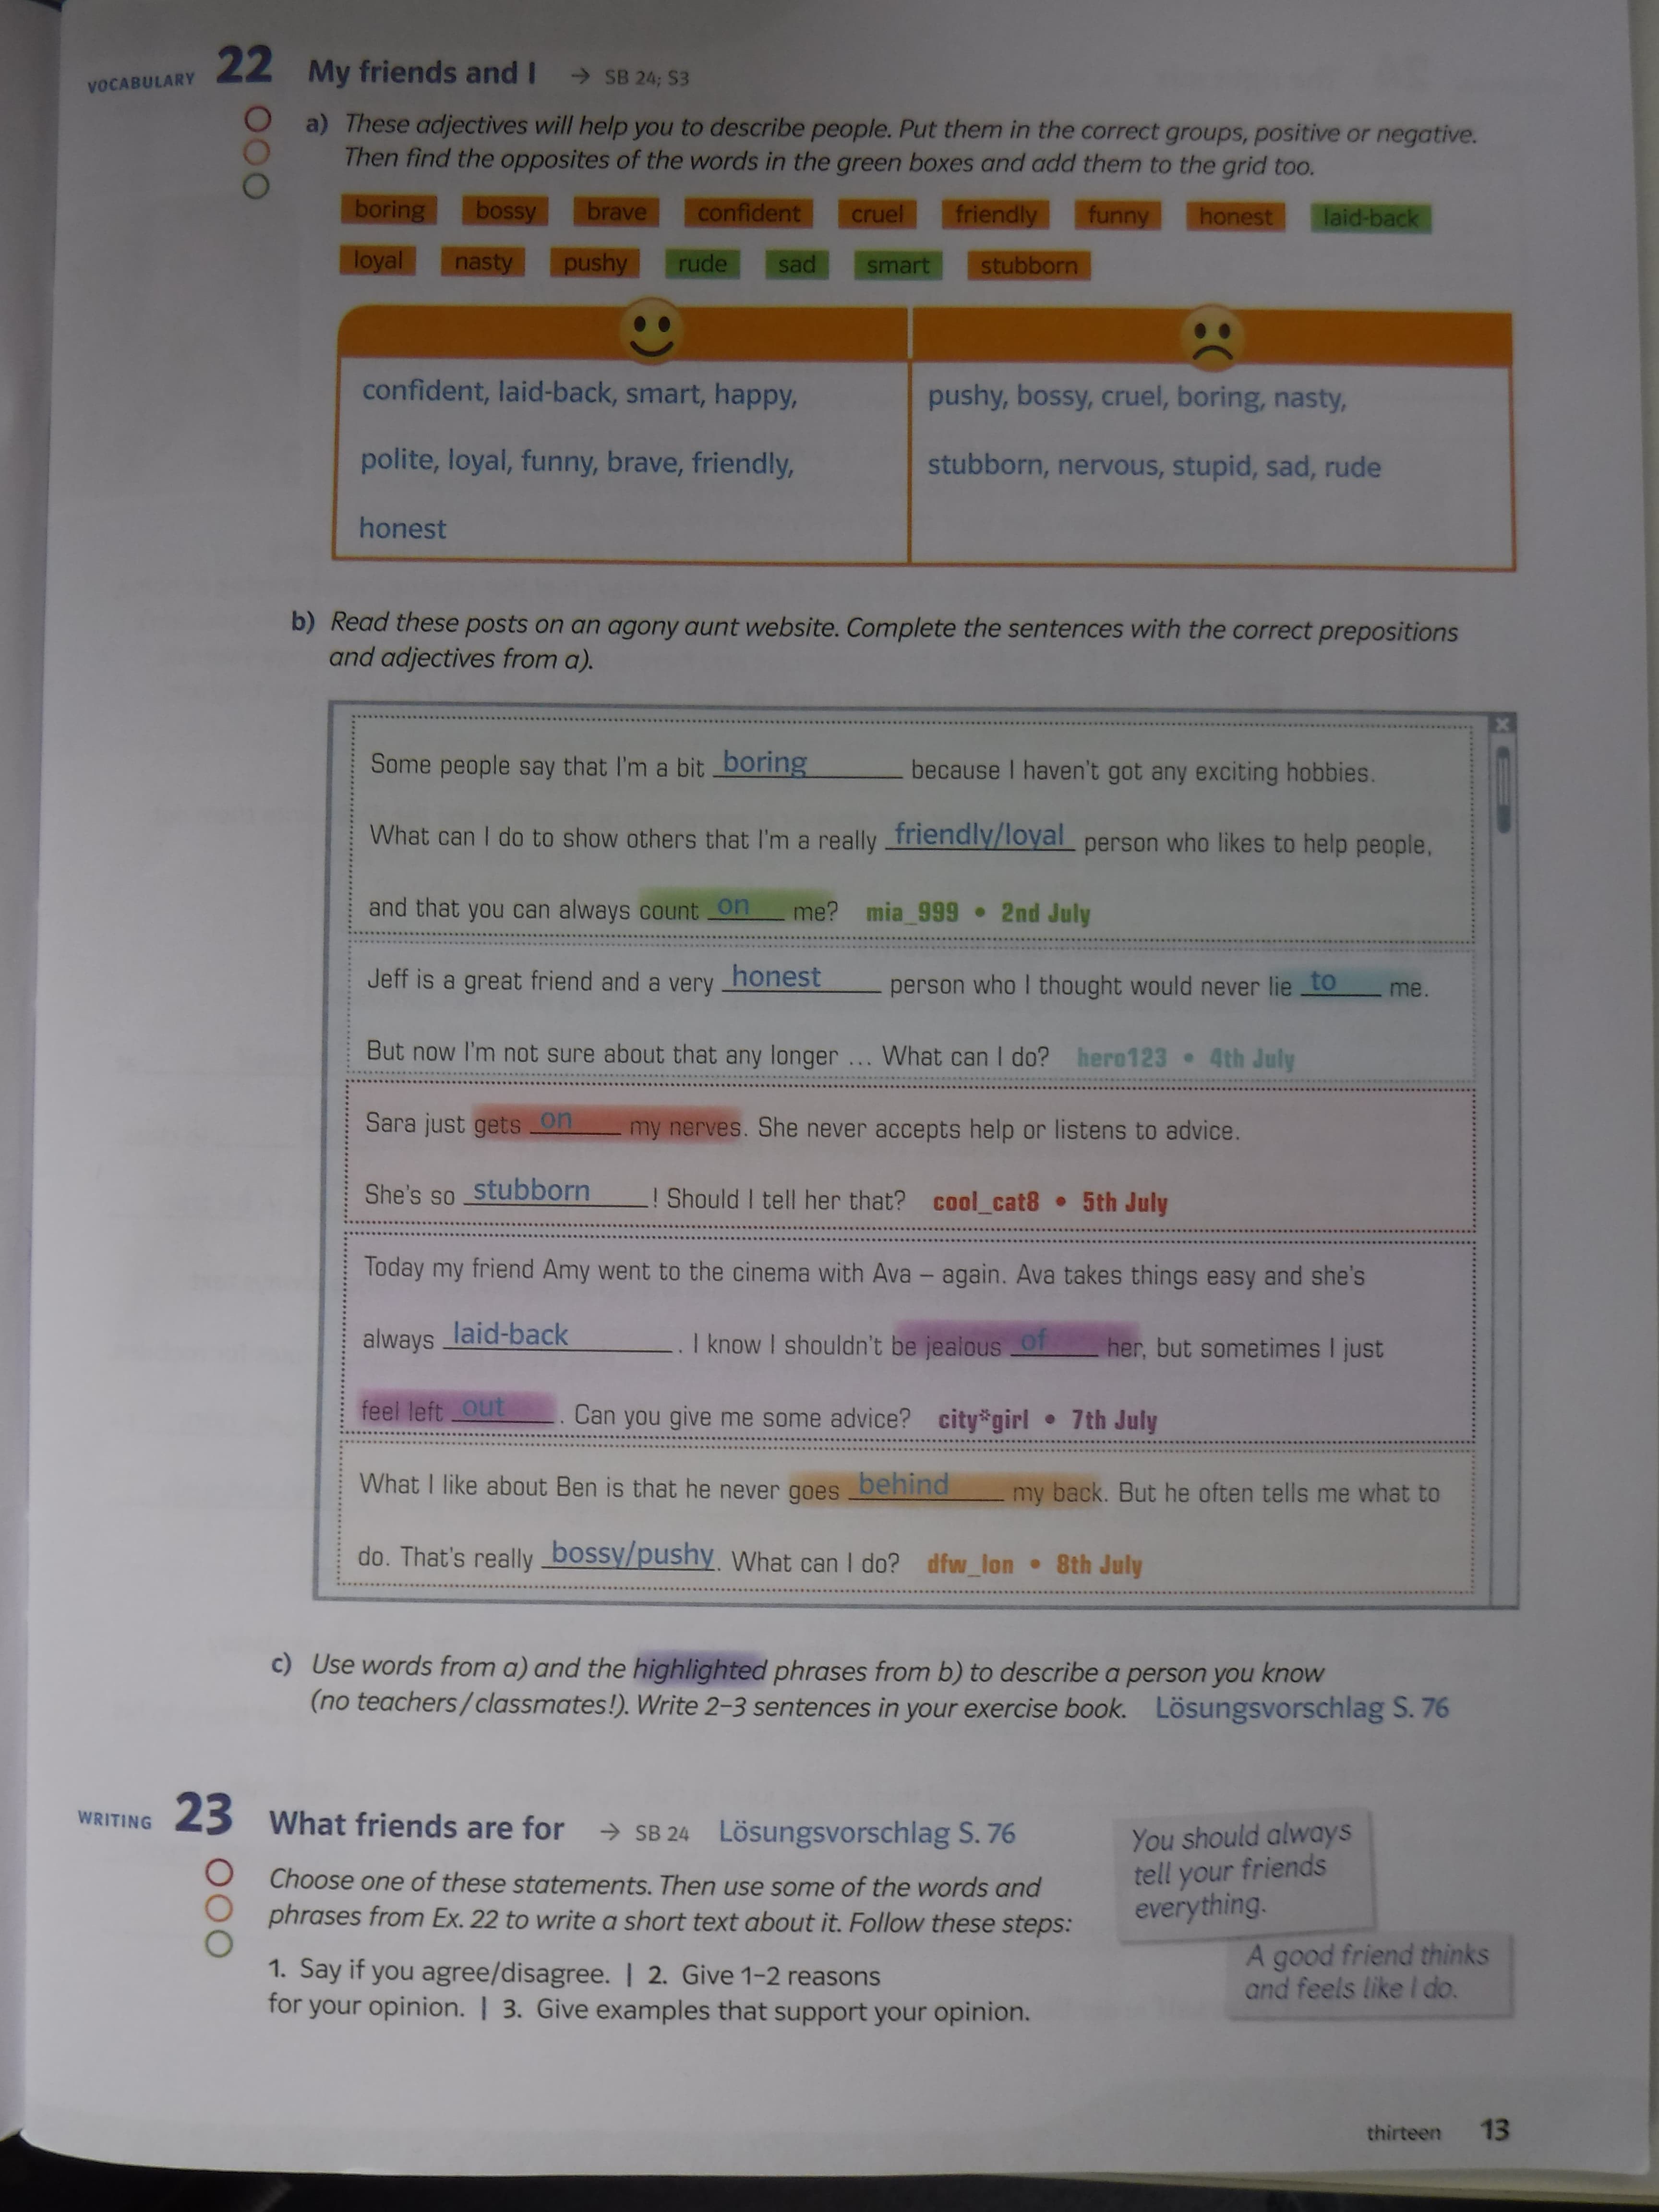 VOCABULARY 22 My friends and I → SB 24; S3
a) These adjectives will help you to describe people. Put them in the correct groups, positive or negative.
Then find the opposites of the words in the green boxes and add them to the grid too.
boring bossy brave confident cruel friendly funny honest laid-back
loyal nasty pushy rude sad smart stubborn
confident, laid-back, smart, happy,
polite, loyal, funny, brave, friendly,
honest
pushy, bossy, cruel, boring, nasty,
stubborn, nervous, stupid, sad, rude
b) Read these posts on an agony aunt website. Complete the sentences with the correct prepositions
and adjectives from a).
x
Some people say that I'm a bit boring because I haven't got any exciting hobbies.
What can I do to show others that I'm a really friendly/loyal person who likes to help people,
and that you can always count on me? mia_999 • 2nd July
Jeff is a great friend and a very honest person who I thought would never lie to me.
But now I'm not sure about that any longer … What can I do? hero123 • 4th July
Sara just gets on my nerves. She never accepts help or listens to advice.
She's so stubborn! Should I tell her that? cool_cat8 • 5th July
Today my friend Amy went to the cinema with Ava – again. Ava takes things easy and she's
always laid-back. I know I shouldn't be jealous of her, but sometimes I just
feel left out. Can you give me some advice? city*girl • 7th July
What I like about Ben is that he never goes behind my back. But he often tells me what to
do. That's really bossy/pushy. What can I do? dfw_lon • 8th July
c) Use words from a) and the highlighted phrases from b) to describe a person you know
(no teachers/classmates!). Write 2–3 sentences in your exercise book. Lösungsvorschlag S. 76
WRITING 23 What friends are for → SB 24 Lösungsvorschlag S. 76
Choose one of these statements. Then use some of the words and
phrases from Ex. 22 to write a short text about it. Follow these steps:
1. Say if you agree/disagree. | 2. Give 1–2 reasons
for your opinion. | 3. Give examples that support your opinion.
You should always
tell your friends
everything.
A good friend thinks
and feels like I do.
thirteen 13